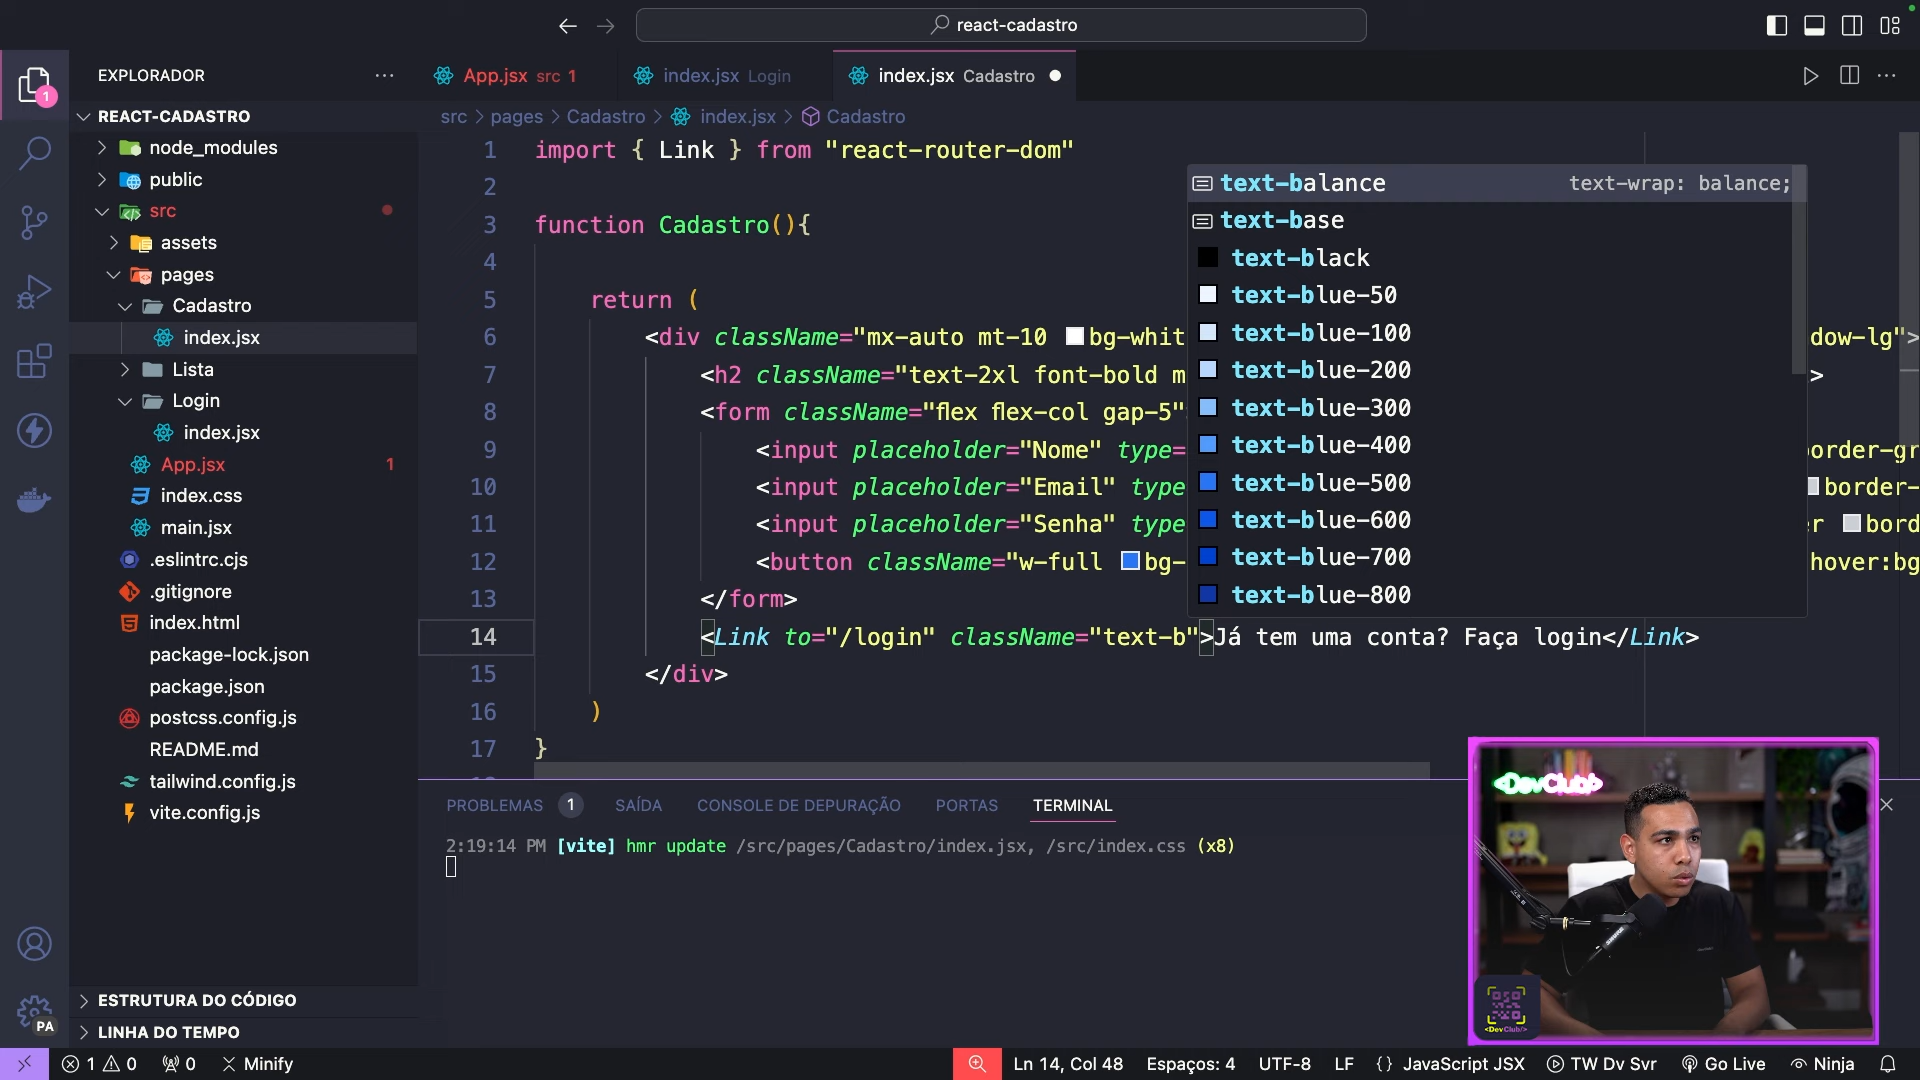 react-cadastro
EXPLORADOR
App.jsx src 1
index.jsx Login
index.jsx Cadastro
1
REACT-CADASTRO
src > pages > Cadastro > index.jsx > Cadastro
node_modules
public
src
assets
pages
Cadastro
index.jsx
Lista
Login
index.jsx
App.jsx 1
index.css
main.jsx
.eslintrc.cjs
.gitignore
index.html
package-lock.json
package.json
postcss.config.js
README.md
tailwind.config.js
vite.config.js
ESTRUTURA DO CÓDIGO
LINHA DO TEMPO
PA
1 import { Link } from "react-router-dom"
2
3 function Cadastro(){
4
5 return (
6 <div className="mx-auto mt-10 bg-whit dow-lg">
7 <h2 className="text-2xl font-bold m >
8 <form className="flex flex-col gap-5"
9 <input placeholder="Nome" type= border-gr
10 <input placeholder="Email" type border-
11 <input placeholder="Senha" type r bord
12 <button className="w-full bg- hover:bg
13 </form>
14 <Link to="/login" className="text-b">Já tem uma conta? Faça login</Link>
15 </div>
16 )
17 }
text-balance text-wrap: balance;
text-base
text-black
text-blue-50
text-blue-100
text-blue-200
text-blue-300
text-blue-400
text-blue-500
text-blue-600
text-blue-700
text-blue-800
PROBLEMAS 1 SAÍDA CONSOLE DE DEPURAÇÃO PORTAS TERMINAL
2:19:14 PM [vite] hmr update /src/pages/Cadastro/index.jsx, /src/index.css (x8)
<DevClub/>
<DevClub/>
1 0 0 Minify
Ln 14, Col 48 Espaços: 4 UTF-8 LF {} JavaScript JSX TW Dv Svr Go Live Ninja